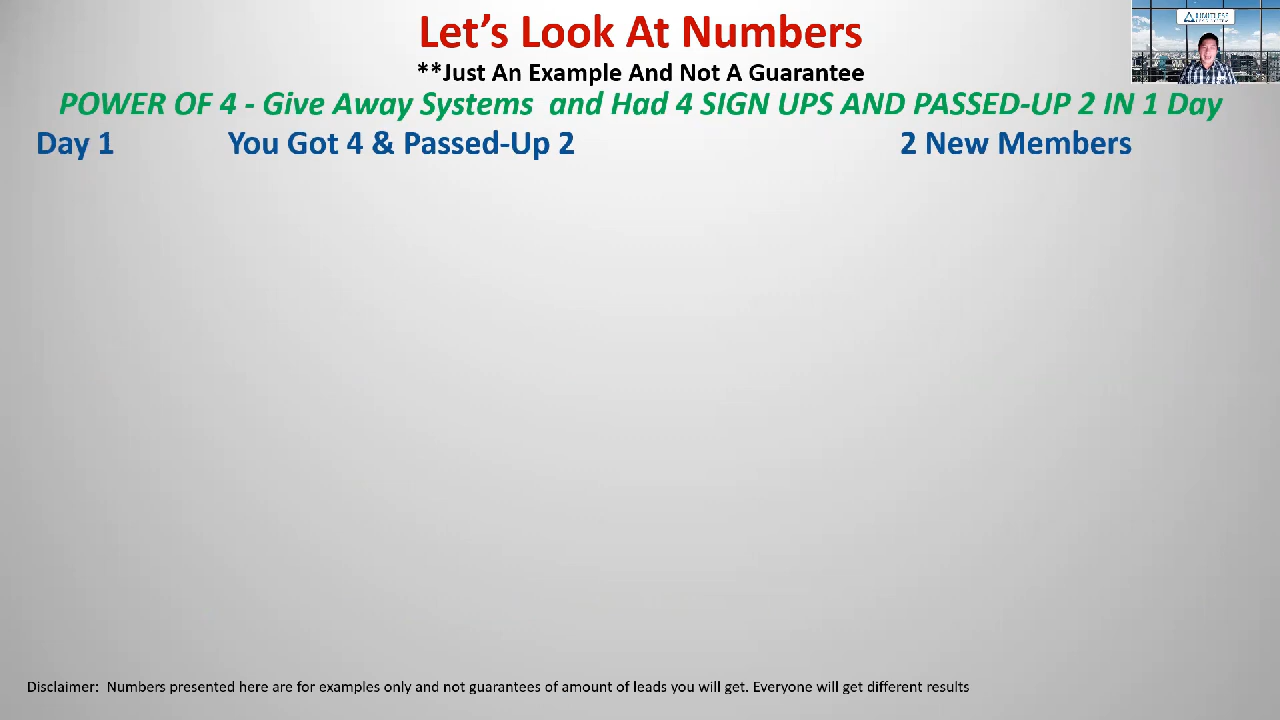 Let's Look At Numbers
**Just An Example And Not A Guarantee
POWER OF 4 - Give Away Systems and Had 4 SIGN UPS AND PASSED-UP 2 IN 1 Day
Day 1 You Got 4 & Passed-Up 2 2 New Members
LIMITLESS
Disclaimer: Numbers presented here are for examples only and not guarantees of amount of leads you will get. Everyone will get different results